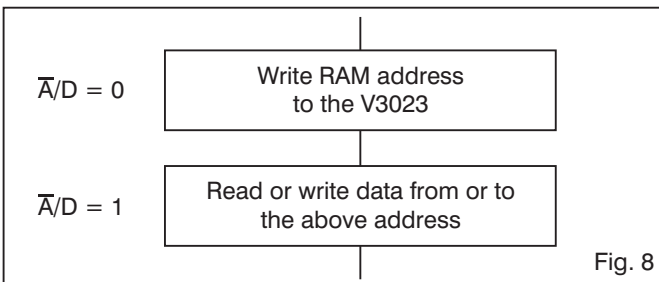 A̅/D = 0
Write RAM address
to the V3023
A̅/D = 1
Read or write data from or to
the above address
Fig. 8